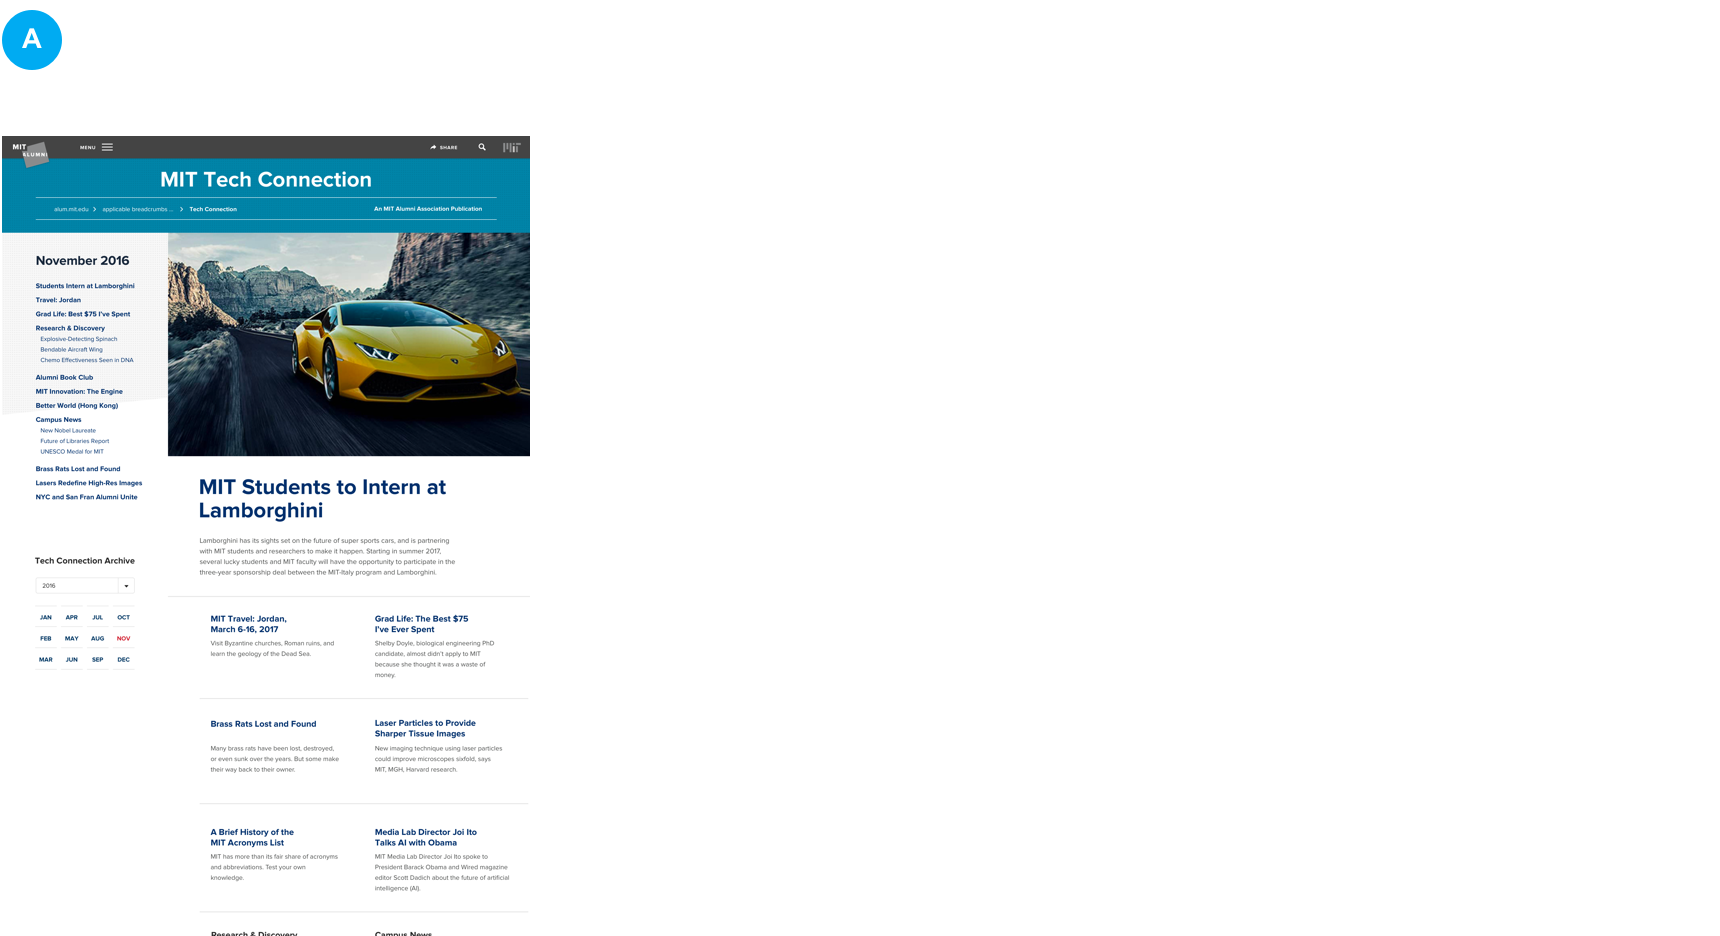 A
MIT
ALUMNI
MENU
SHARE
MIT Tech Connection
alum.mit.edu > applicable breadcrumbs ... > Tech Connection
An MIT Alumni Association Publication
November 2016
Students Intern at Lamborghini
Travel: Jordan
Grad Life: Best $75 I've Spent
Research & Discovery
Explosive-Detecting Spinach
Bendable Aircraft Wing
Chemo Effectiveness Seen in DNA
Alumni Book Club
MIT Innovation: The Engine
Better World (Hong Kong)
Campus News
New Nobel Laureate
Future of Libraries Report
UNESCO Medal for MIT
Brass Rats Lost and Found
Lasers Redefine High-Res Images
NYC and San Fran Alumni Unite
Tech Connection Archive
2016
JAN APR JUL OCT
FEB MAY AUG NOV
MAR JUN SEP DEC
MIT Students to Intern at
Lamborghini
Lamborghini has its sights set on the future of super sports cars, and is partnering
with MIT students and researchers to make it happen. Starting in summer 2017,
several lucky students and MIT faculty will have the opportunity to participate in the
three-year sponsorship deal between the MIT-Italy program and Lamborghini.
MIT Travel: Jordan,
March 6-16, 2017
Visit Byzantine churches, Roman ruins, and
learn the geology of the Dead Sea.
Grad Life: The Best $75
I've Ever Spent
Shelby Doyle, biological engineering PhD
candidate, almost didn't apply to MIT
because she thought it was a waste of
money.
Brass Rats Lost and Found
Many brass rats have been lost, destroyed,
or even sunk over the years. But some make
their way back to their owner.
Laser Particles to Provide
Sharper Tissue Images
New imaging technique using laser particles
could improve microscopes sixfold, says
MIT, MGH, Harvard research.
A Brief History of the
MIT Acronyms List
MIT has more than its fair share of acronyms
and abbreviations. Test your own
knowledge.
Media Lab Director Joi Ito
Talks AI with Obama
MIT Media Lab Director Joi Ito spoke to
President Barack Obama and Wired magazine
editor Scott Dadich about the future of artificial
intelligence (AI).
Research & Discovery
Campus News